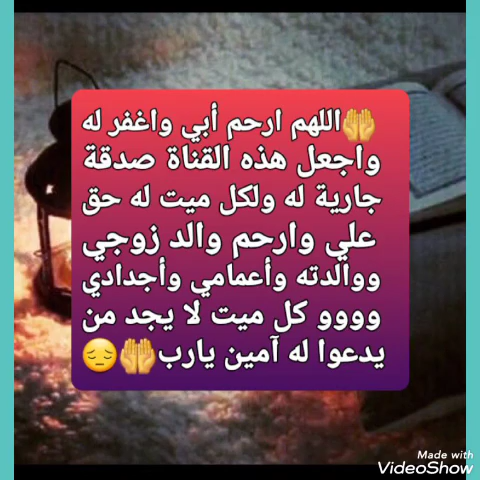 🤲اللهم ارحم أبي واغفر له
واجعل هذه القناة صدقة
جارية له ولكل ميت له حق
علي وارحم والد زوجي
ووالدته وأعمامي وأجدادي
وووو كل ميت لا يجد من
يدعوا له آمين يارب🤲😔
Made with
VideoShow